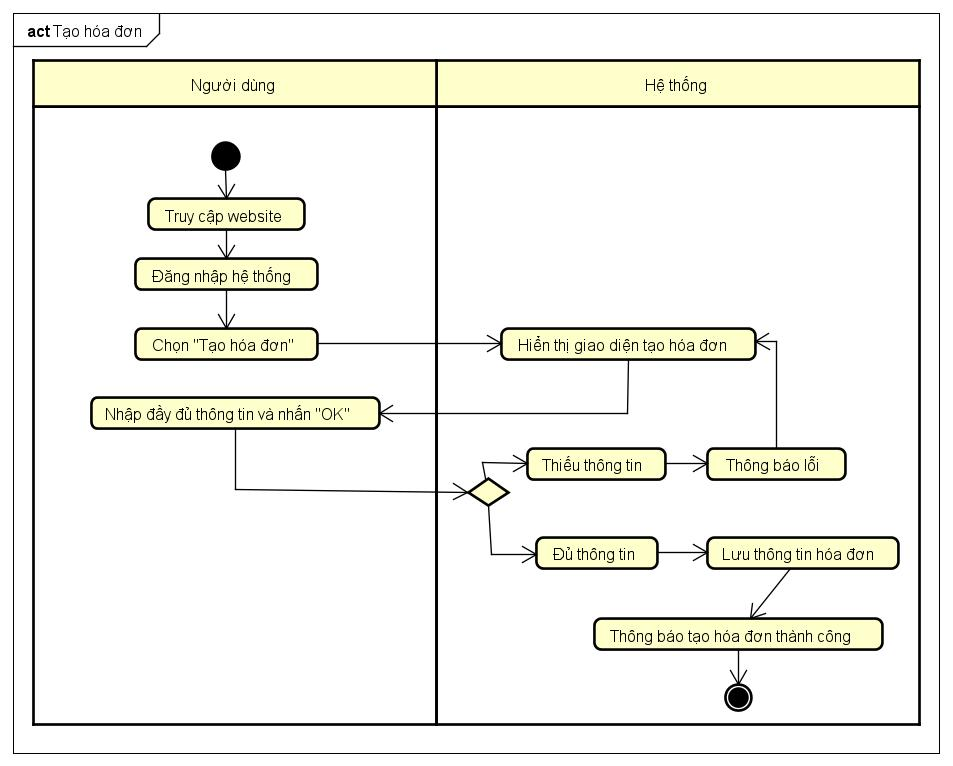 act Tạo hóa đơn
Người dùng
Hệ thống
Truy cập website
Đăng nhập hệ thống
Chọn "Tạo hóa đơn"
Hiển thị giao diện tạo hóa đơn
Nhập đầy đủ thông tin và nhấn "OK"
Thiếu thông tin
Thông báo lỗi
Đủ thông tin
Lưu thông tin hóa đơn
Thông báo tạo hóa đơn thành công